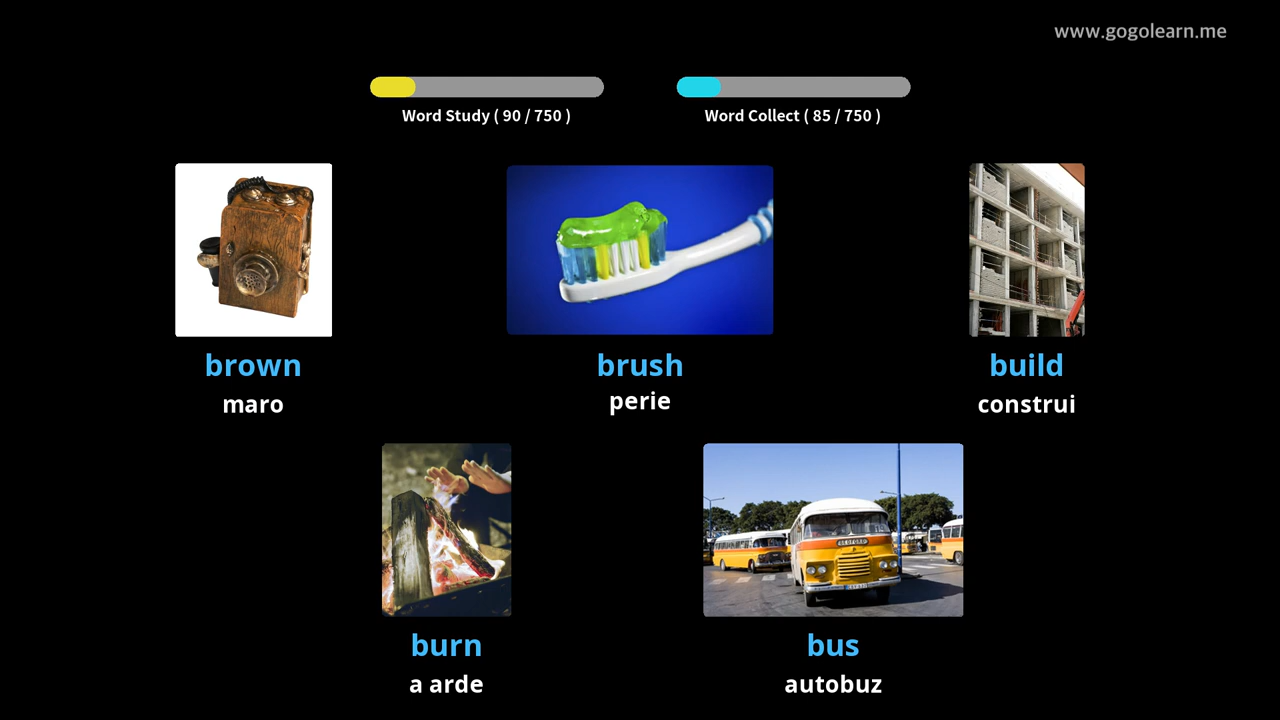 www.gogolearn.me
Word Study ( 90 / 750 )
Word Collect ( 85 / 750 )
brown
maro
brush
perie
build
construi
burn
a arde
bus
autobuz
BEDFORD